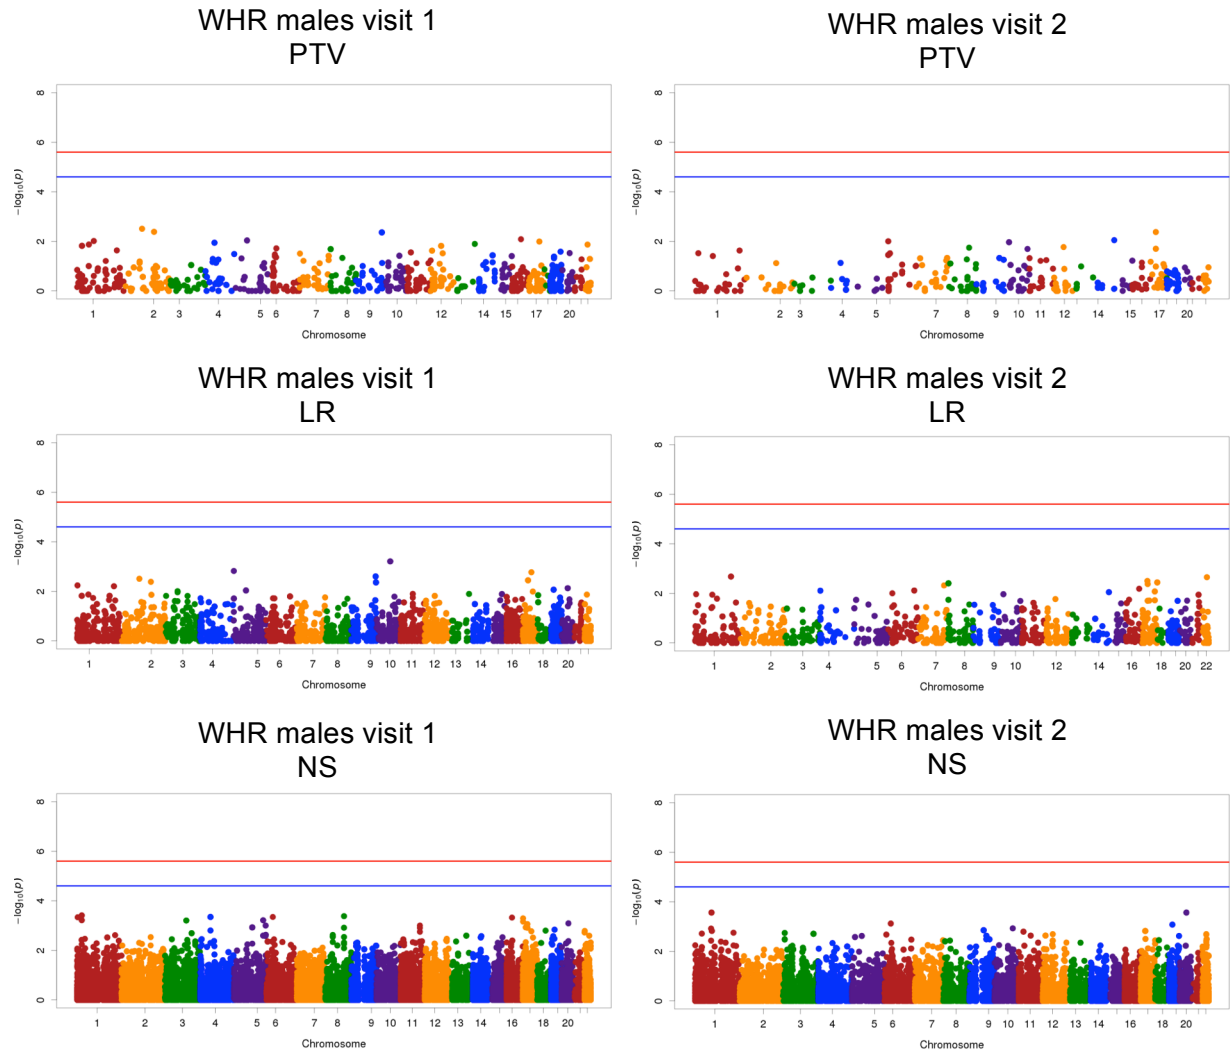 WHR males visit 1
PTV
8
6
4
2
0
−log10(p)
1 2 3 4 5 6 7 8 9 10 12 14 15 17 20
Chromosome
WHR males visit 2
PTV
8
6
4
2
0
−log10(p)
1 2 3 4 5 7 8 9 10 11 12 13 15 17 20
Chromosome
WHR males visit 1
LR
8
6
4
2
0
−log10(p)
1 2 3 4 5 6 7 8 9 10 11 12 13 14 16 18 20
Chromosome
WHR males visit 2
LR
8
6
4
2
0
−log10(p)
1 2 3 4 5 6 7 8 9 10 11 12 14 16 18 20 22
Chromosome
WHR males visit 1
NS
8
6
4
2
0
−log10(p)
1 2 3 4 5 6 7 8 9 10 11 12 13 14 16 18 20
Chromosome
WHR males visit 2
NS
8
6
4
2
0
−log10(p)
1 2 3 4 5 6 7 8 9 10 11 12 13 14 16 18 20
Chromosome